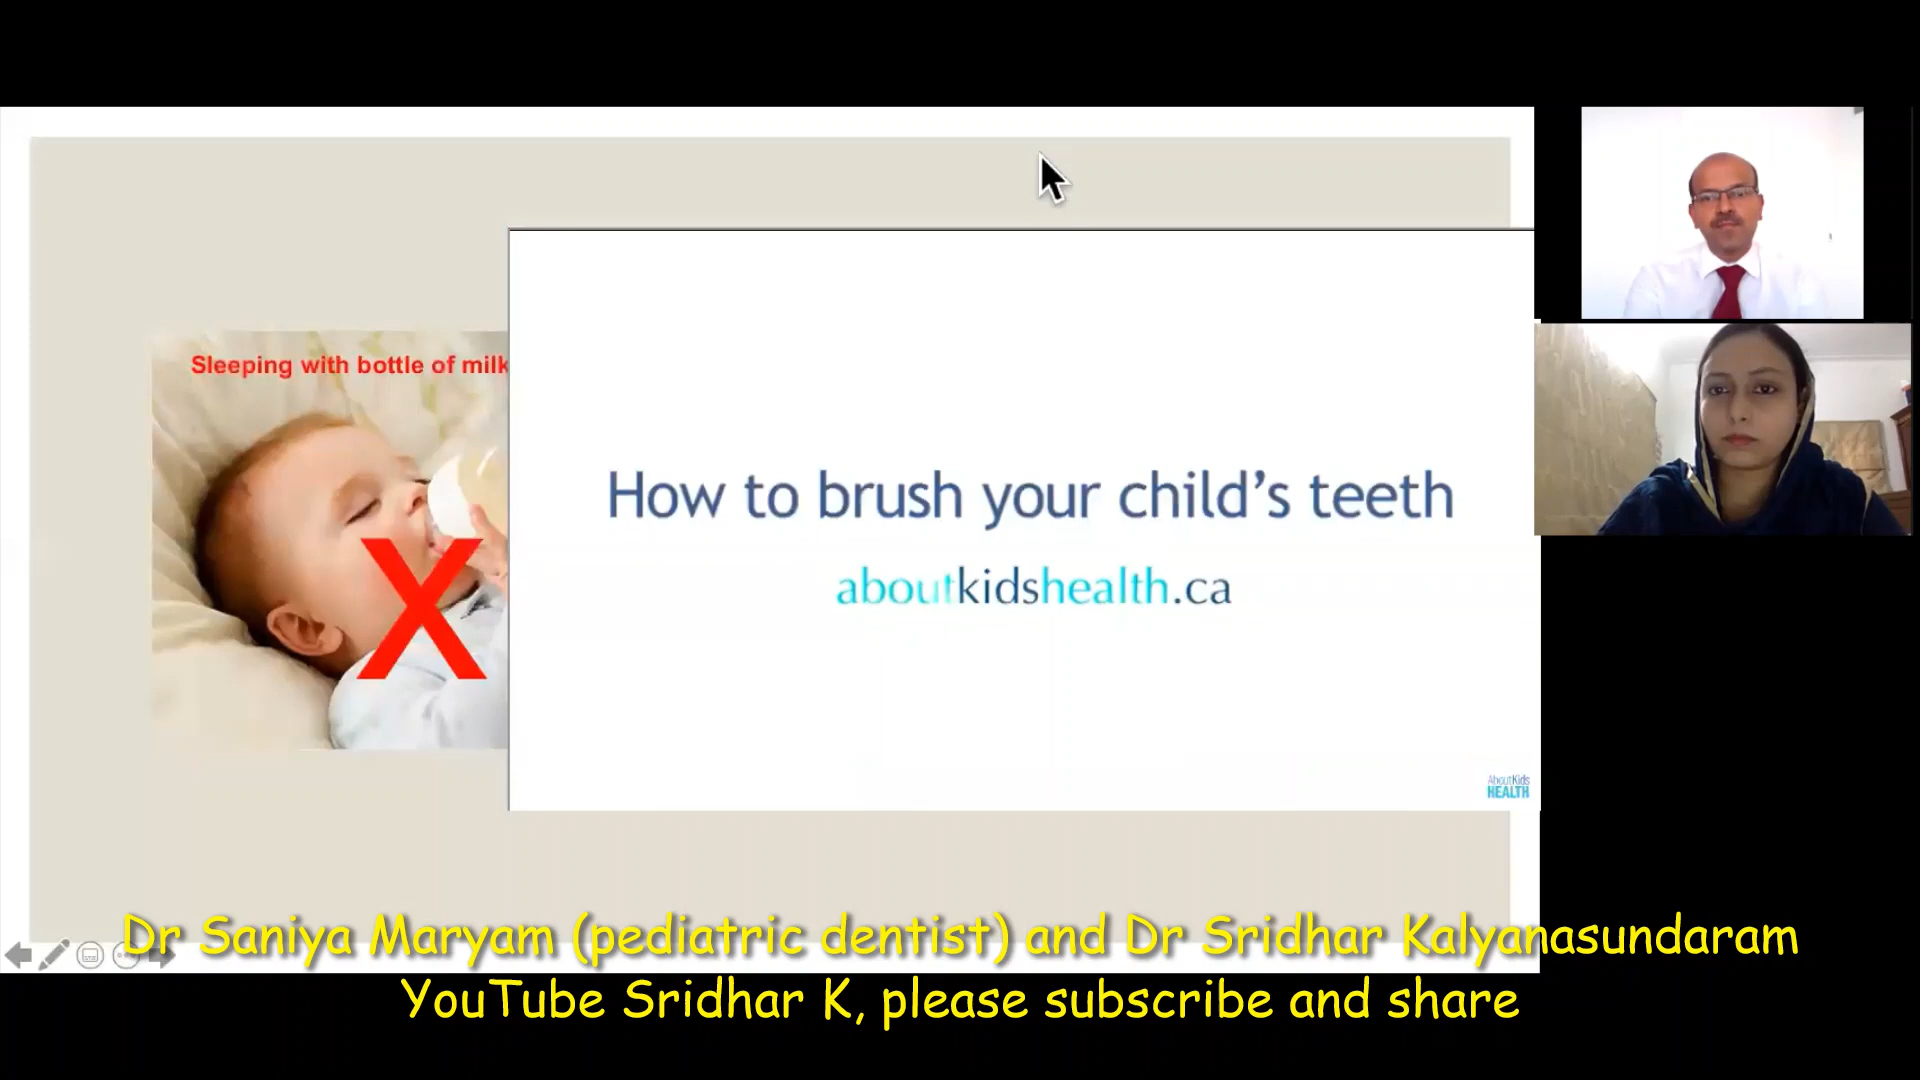 Sleeping with bottle of milk
How to brush your child’s teeth
aboutkidshealth.ca
AboutKids
HEALTH
Dr Saniya Maryam (pediatric dentist) and Dr Sridhar Kalyanasundaram
YouTube Sridhar K, please subscribe and share